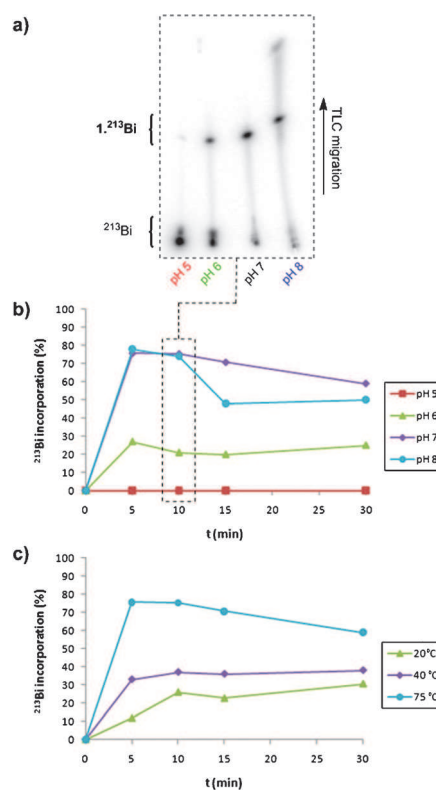 a)
1.²¹³Bi
²¹³Bi
TLC migration
pH 5 pH 6 pH 7 pH 8
b)
²¹³Bi incorporation (%)
100
90
80
70
60
50
40
30
20
10
0
0 5 10 15 20 25 30
t (min)
pH 5
pH 6
pH 7
pH 8
c)
²¹³Bi incorporation (%)
100
90
80
70
60
50
40
30
20
10
0
0 5 10 15 20 25 30
t (min)
20°C
40 °C
75 °C